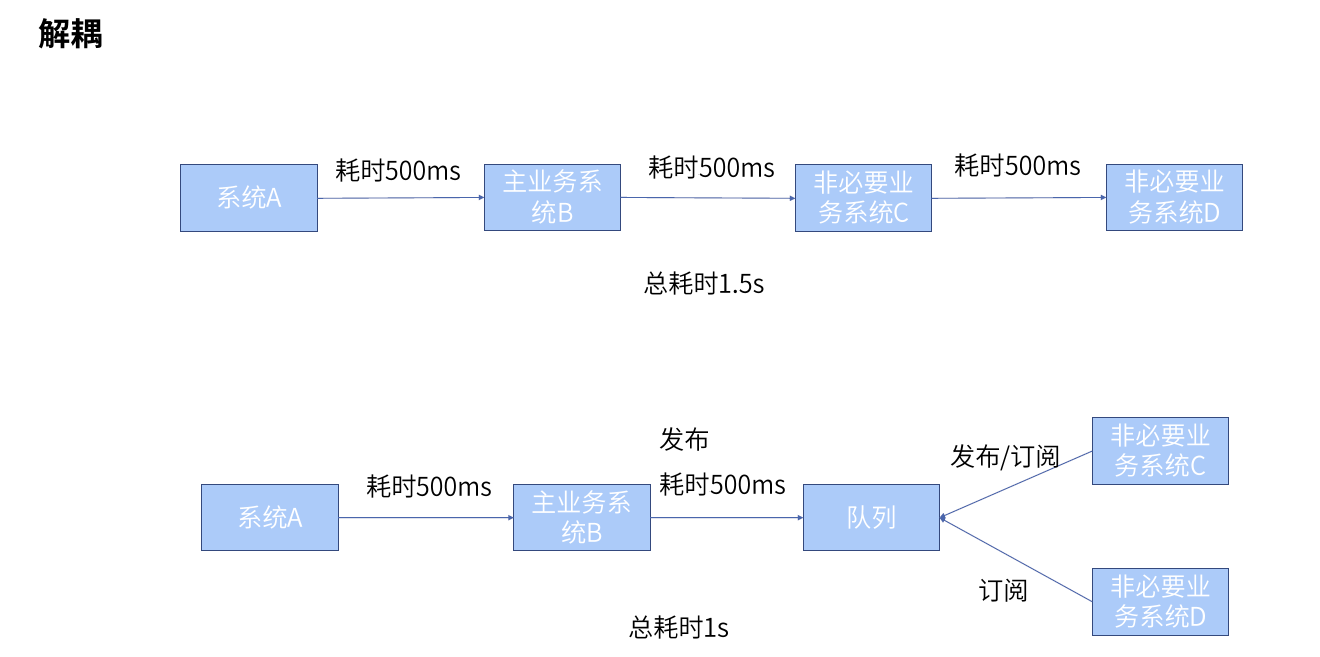 解耦
耗时500ms
耗时500ms
耗时500ms
系统A
主业务系
统B
非必要业
务系统C
非必要业
务系统D
总耗时1.5s
发布
耗时500ms
耗时500ms
发布/订阅
非必要业
务系统C
系统A
主业务系
统B
队列
订阅
非必要业
务系统D
总耗时1s